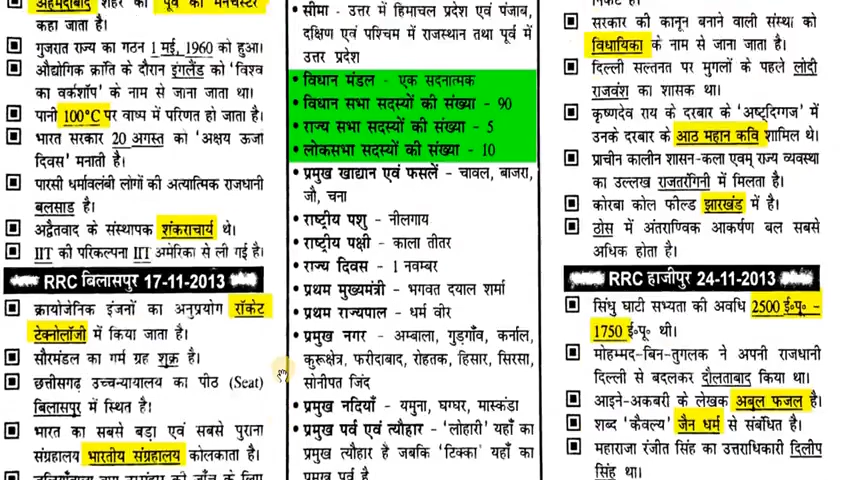 अहमदाबाद शहर को पूर्व का मैनचेस्टर
कहा जाता है।
गुजरात राज्य का गठन 1 मई, 1960 को हुआ।
औद्योगिक क्रांति के दौरान इंगलैंड को 'विश्व
का वर्कशॉप' के नाम से जाना जाता था।
पानी 100°C पर वाष्प में परिणत हो जाता है।
भारत सरकार 20 अगस्त को 'अक्षय ऊर्जा
दिवस' मनाती है।
पारसी धर्मावलंबी लोगों की अत्यात्मिक राजधानी
बलसाड है।
अद्वैतवाद के संस्थापक शंकराचार्य थे।
IIT की परिकल्पना IIT अमेरिका से ली गई है।
RRC बिलासपुर 17-11-2013
क्रायोजेनिक इंजनों का अनुप्रयोग रॉकेट
टेक्नोलॉजी में किया जाता है।
सौरमंडल का गर्म ग्रह शुक्र है।
छत्तीसगढ़ उच्चन्यायालय का पीठ (Seat)
बिलासपुर में स्थित है।
भारत का सबसे बड़ा एवं सबसे पुराना
संग्रहालय भारतीय संग्रहालय कोलकाता है।
• सीमा - उत्तर में हिमाचल प्रदेश एवं पंजाब,
दक्षिण एवं पश्चिम में राजस्थान तथा पूर्व में
उत्तर प्रदेश
• विधान मंडल - एक सदनात्मक
• विधान सभा सदस्यों की संख्या - 90
• राज्य सभा सदस्यों की संख्या - 5
• लोकसभा सदस्यों की संख्या - 10
• प्रमुख खाद्यान एवं फसलें - चावल, बाजरा,
जौ, चना
• राष्ट्रीय पशु - नीलगाय
• राष्ट्रीय पक्षी - काला तीतर
• राज्य दिवस - 1 नवम्बर
• प्रथम मुख्यमंत्री - भगवत दयाल शर्मा
• प्रथम राज्यपाल - धर्म वीर
• प्रमुख नगर - अम्बाला, गुड़गाँव, कर्नाल,
कुरूक्षेत्र, फरीदाबाद, रोहतक, हिसार, सिरसा,
सोनीपत जिंद
• प्रमुख नदियाँ - यमुना, घग्घर, मास्कंडा
• प्रमुख पर्व एवं त्यौहार - 'लोहारी' यहाँ का
प्रमुख त्यौहार है जबकि 'टिक्का' यहाँ का
प्रमुख पर्व है
सरकार की कानून बनाने वाली संस्था को
विधायिका के नाम से जाना जाता है।
दिल्ली सल्तनत पर मुगलों के पहले लोदी
राजवंश का शासक था।
कृष्णदेव राय के दरबार के 'अष्टदिग्गज' में
उनके दरबार के आठ महान कवि शामिल थे।
प्राचीन कालीन शासन-कला एवम् राज्य व्यवस्था
का उल्लेख राजतरंगिनी में मिलता है।
कोरबा कोल फील्ड झारखंड में है।
ठोस में अंतराण्विक आकर्षण बल सबसे
अधिक होता है।
RRC हाजीपुर 24-11-2013
सिंधु घाटी सभ्यता की अवधि 2500 ई॰पू॰ -
1750 ई॰पू॰ थी।
मोहम्मद-बिन-तुगलक ने अपनी राजधानी
दिल्ली से बदलकर दौलताबाद किया था।
आइने-अकबरी के लेखक अबुल फजल है।
शब्द 'कैवल्य' जैन धर्म से संबंधित है।
महाराजा रंजीत सिंह का उत्तराधिकारी दिलीप
सिंह था।